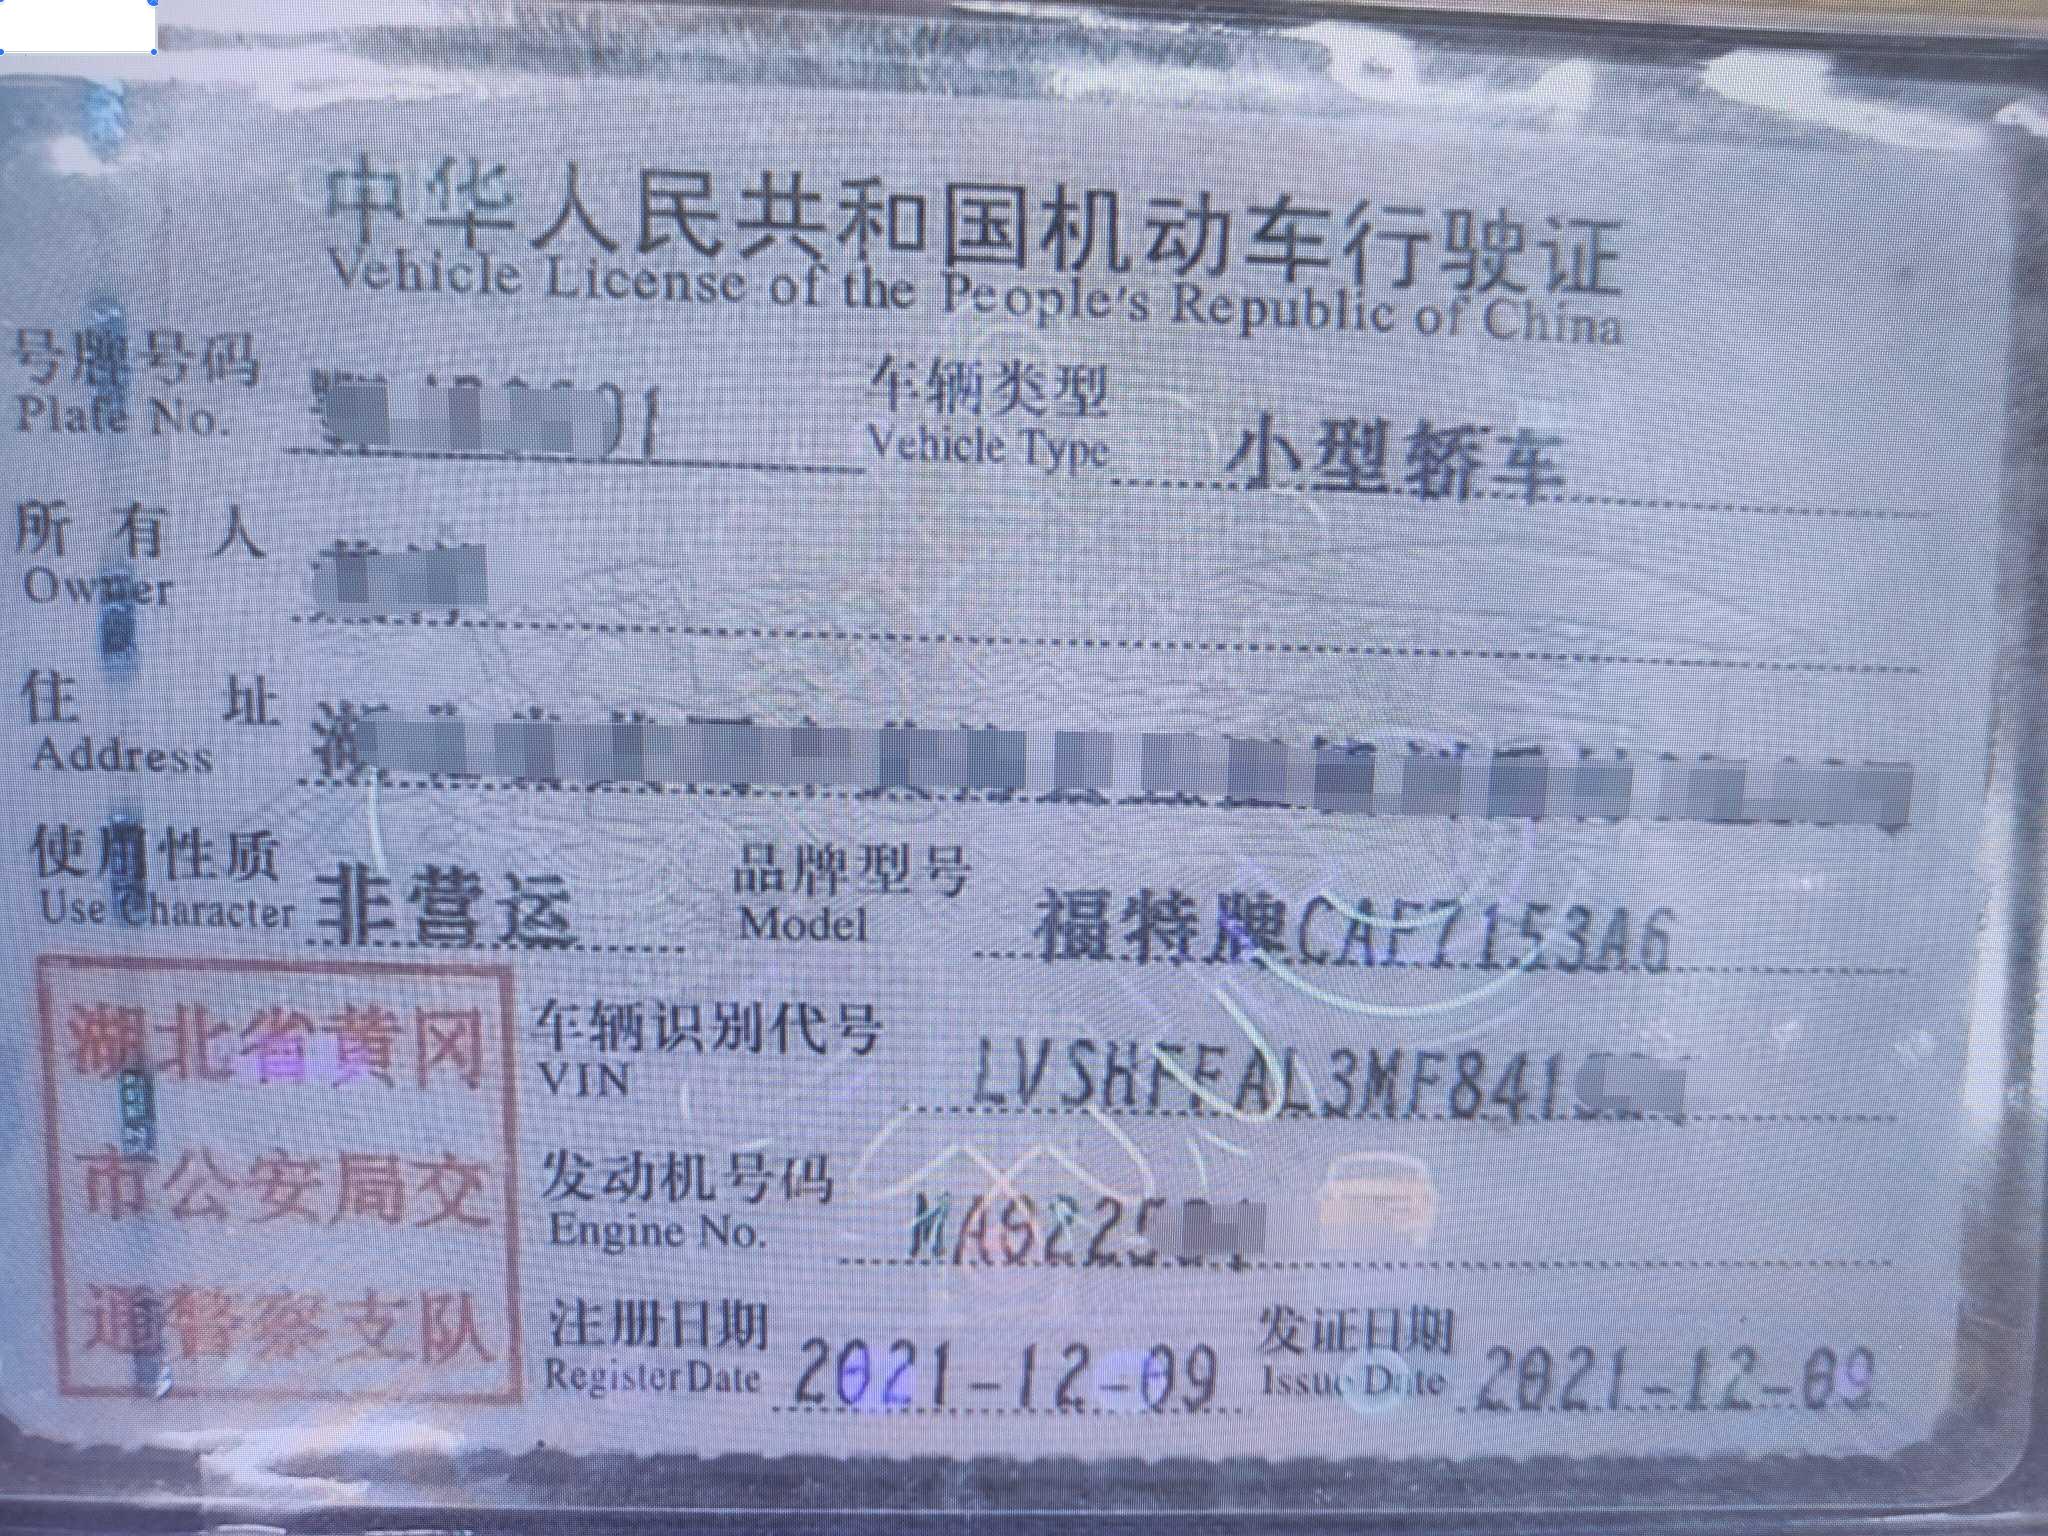 中华人民共和国机动车行驶证
Vehicle License of the People's Republic of China
号牌号码 车辆类型 小型轿车
Plate No. Vehicle Type
所有人
Owner
住址
Address
使用性质 非营运 品牌型号 福特牌CAF7153A6
Use Character Model
湖北省黄冈
市公安局交
通警察支队
车辆识别代号 LVSHFFAL3MF841
VIN
发动机号码 MAS225
Engine No.
注册日期 2021-12-09 发证日期 2021-12-09
Register Date Issue Date